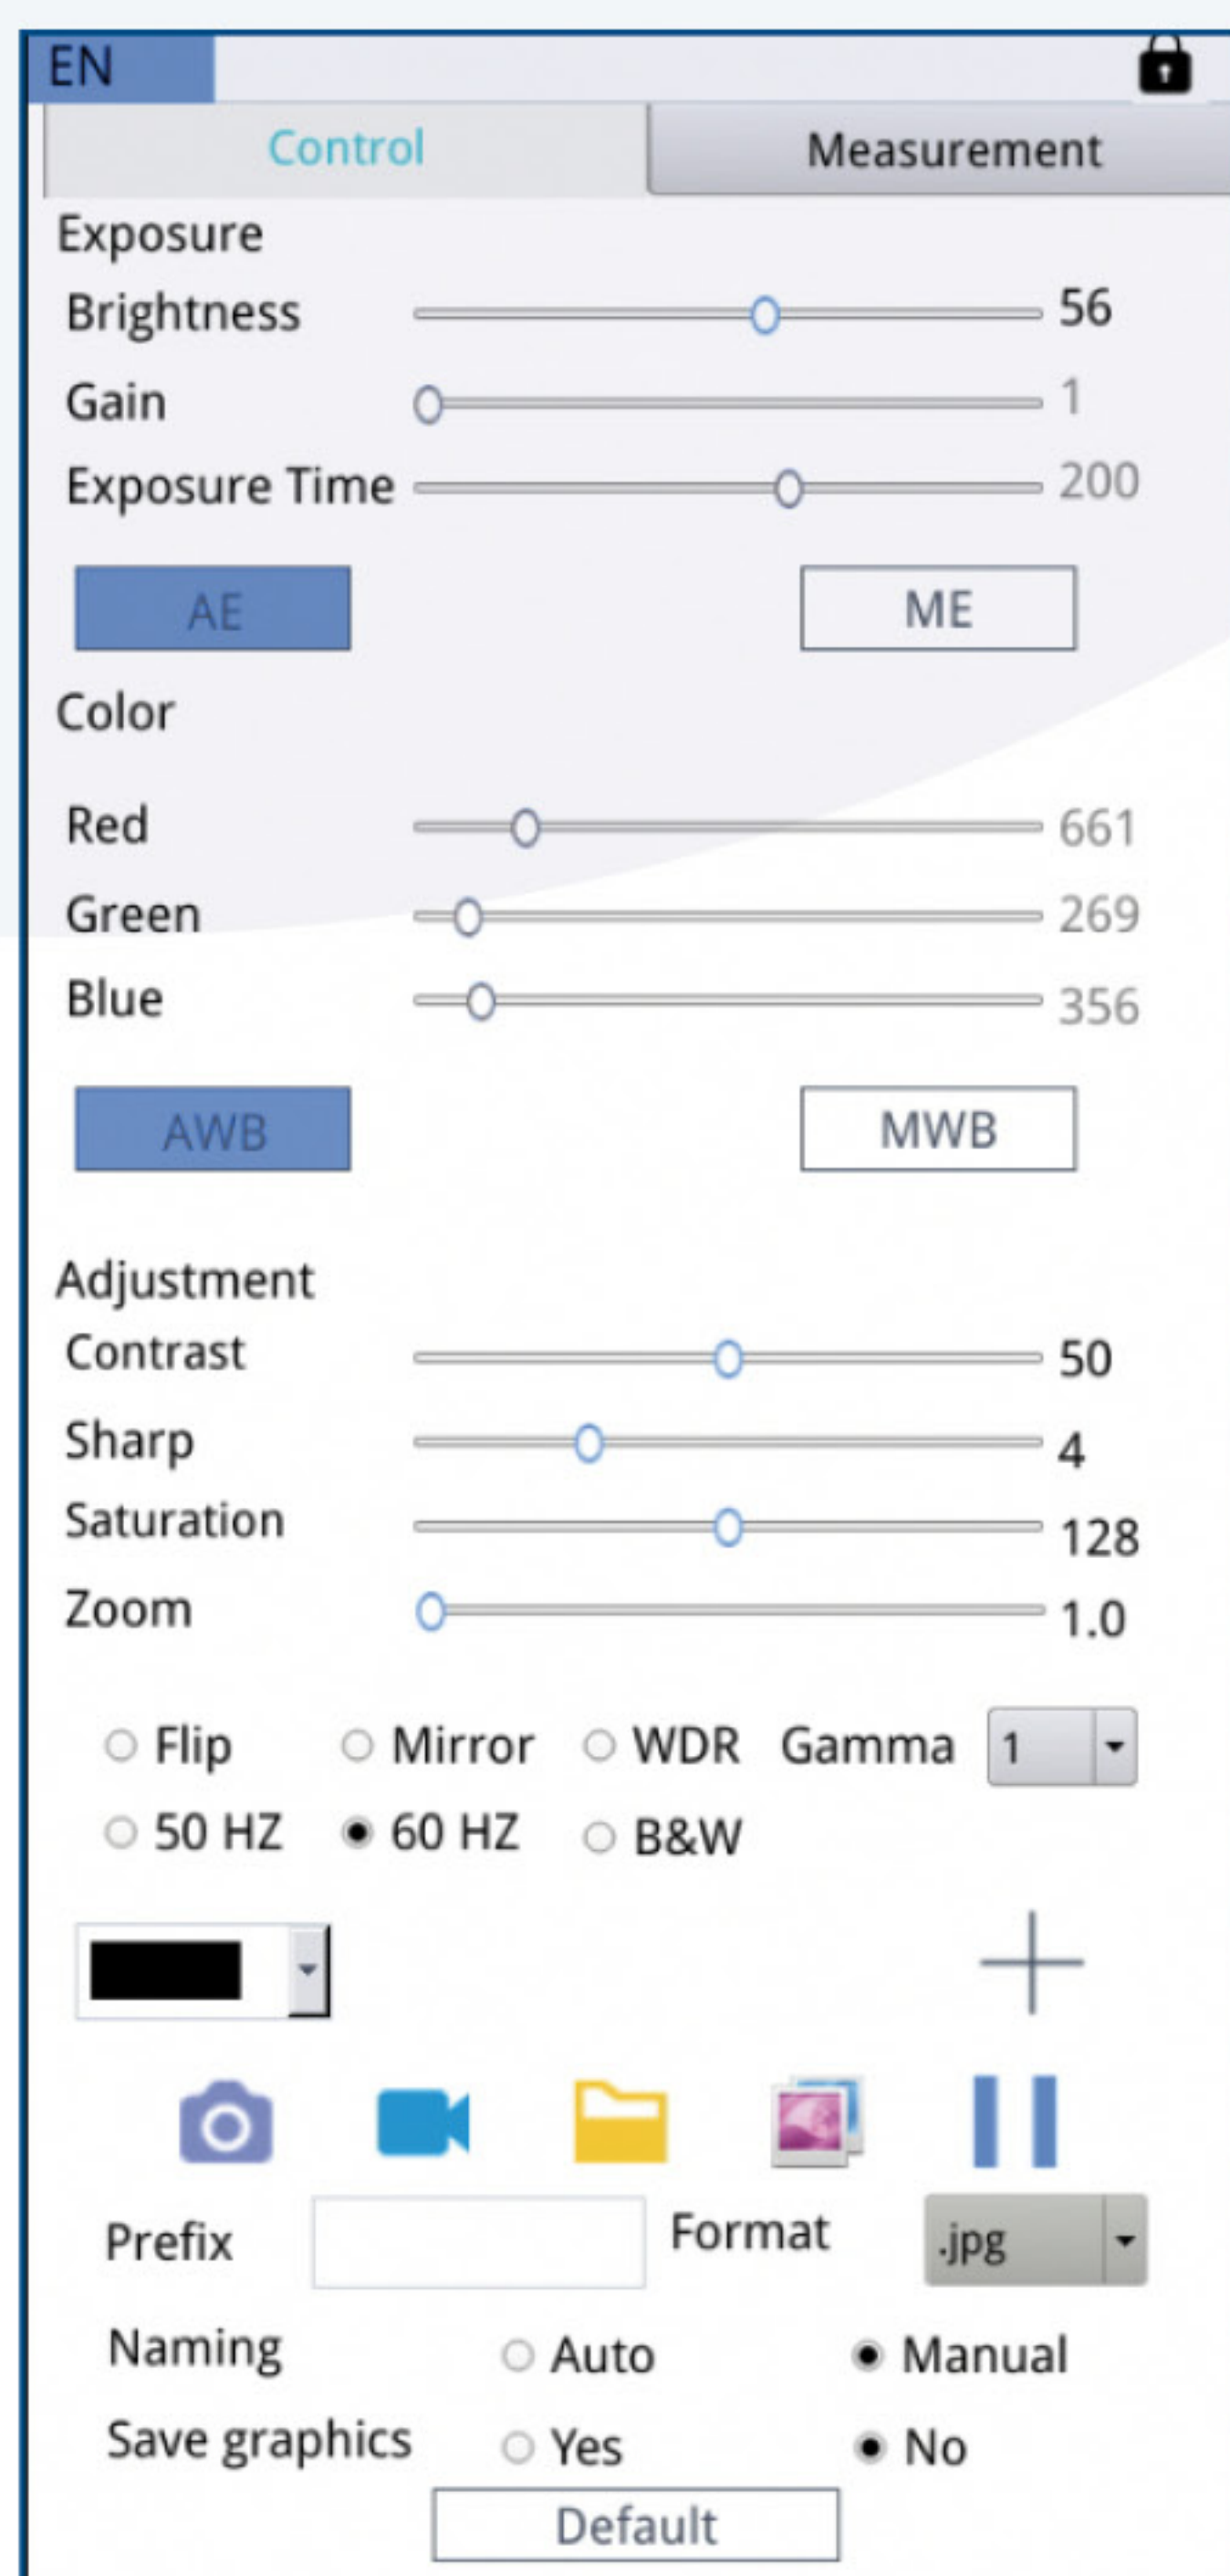 EN
Control Measurement
Exposure
Brightness 56
Gain 1
Exposure Time 200
AE ME
Color
Red 661
Green 269
Blue 356
AWB MWB
Adjustment
Contrast 50
Sharp 4
Saturation 128
Zoom 1.0
Flip Mirror WDR Gamma 1
50 HZ 60 HZ B&W
Prefix Format .jpg
Naming Auto Manual
Save graphics Yes No
Default